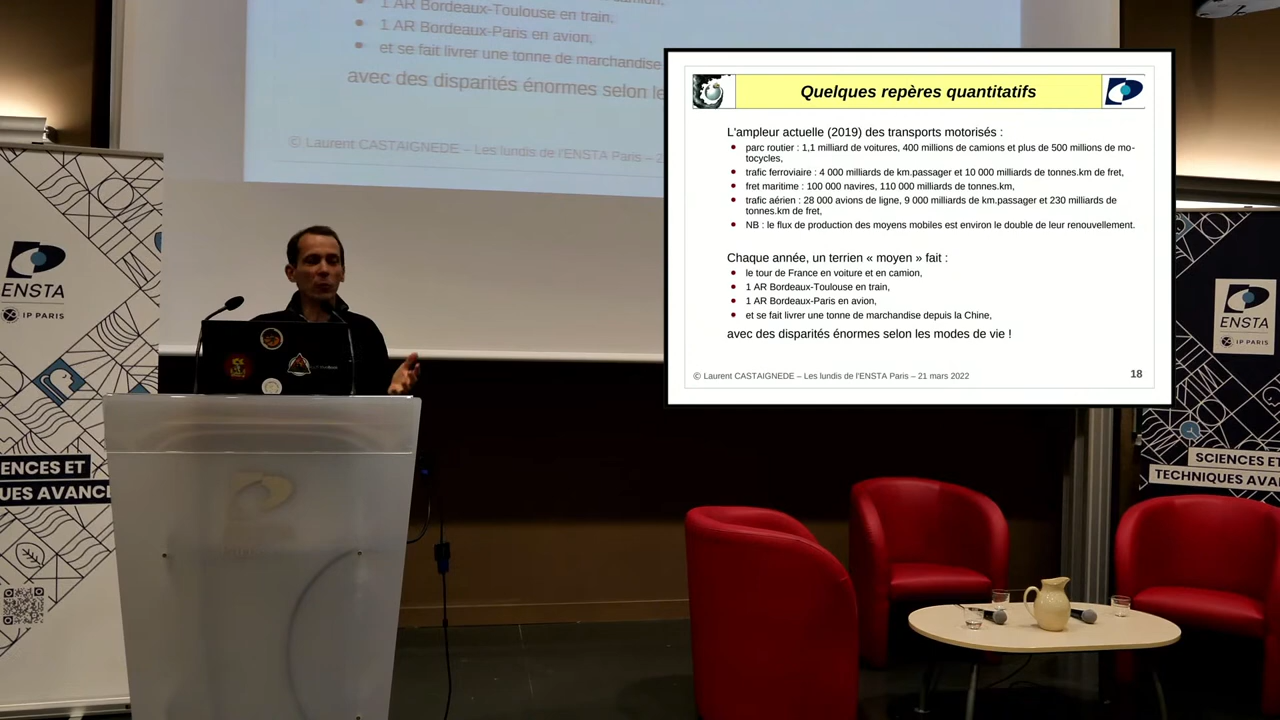 1 AR Bordeaux-Toulouse en train,
1 AR Bordeaux-Paris en avion,
et se fait livrer une tonne de marchandise
avec des disparités énormes selon le
© Laurent CASTAIGNEDE – Les lundis de l'ENSTA Paris – 2
Quelques repères quantitatifs
L'ampleur actuelle (2019) des transports motorisés :
parc routier : 1,1 milliard de voitures, 400 millions de camions et plus de 500 millions de mo-
tocycles,
trafic ferroviaire : 4 000 milliards de km.passager et 10 000 milliards de tonnes.km de fret,
fret maritime : 100 000 navires, 110 000 milliards de tonnes.km,
trafic aérien : 28 000 avions de ligne, 9 000 milliards de km.passager et 230 milliards de
tonnes.km de fret,
NB : le flux de production des moyens mobiles est environ le double de leur renouvellement.
Chaque année, un terrien « moyen » fait :
le tour de France en voiture et en camion,
1 AR Bordeaux-Toulouse en train,
1 AR Bordeaux-Paris en avion,
et se fait livrer une tonne de marchandise depuis la Chine,
avec des disparités énormes selon les modes de vie !
© Laurent CASTAIGNEDE – Les lundis de l'ENSTA Paris – 21 mars 2022
18
ENSTA
IP PARIS
IENCES ET
UES AVANC
ENSTA
IP PARIS
SCIENCES ET
TECHNIQUES AVA